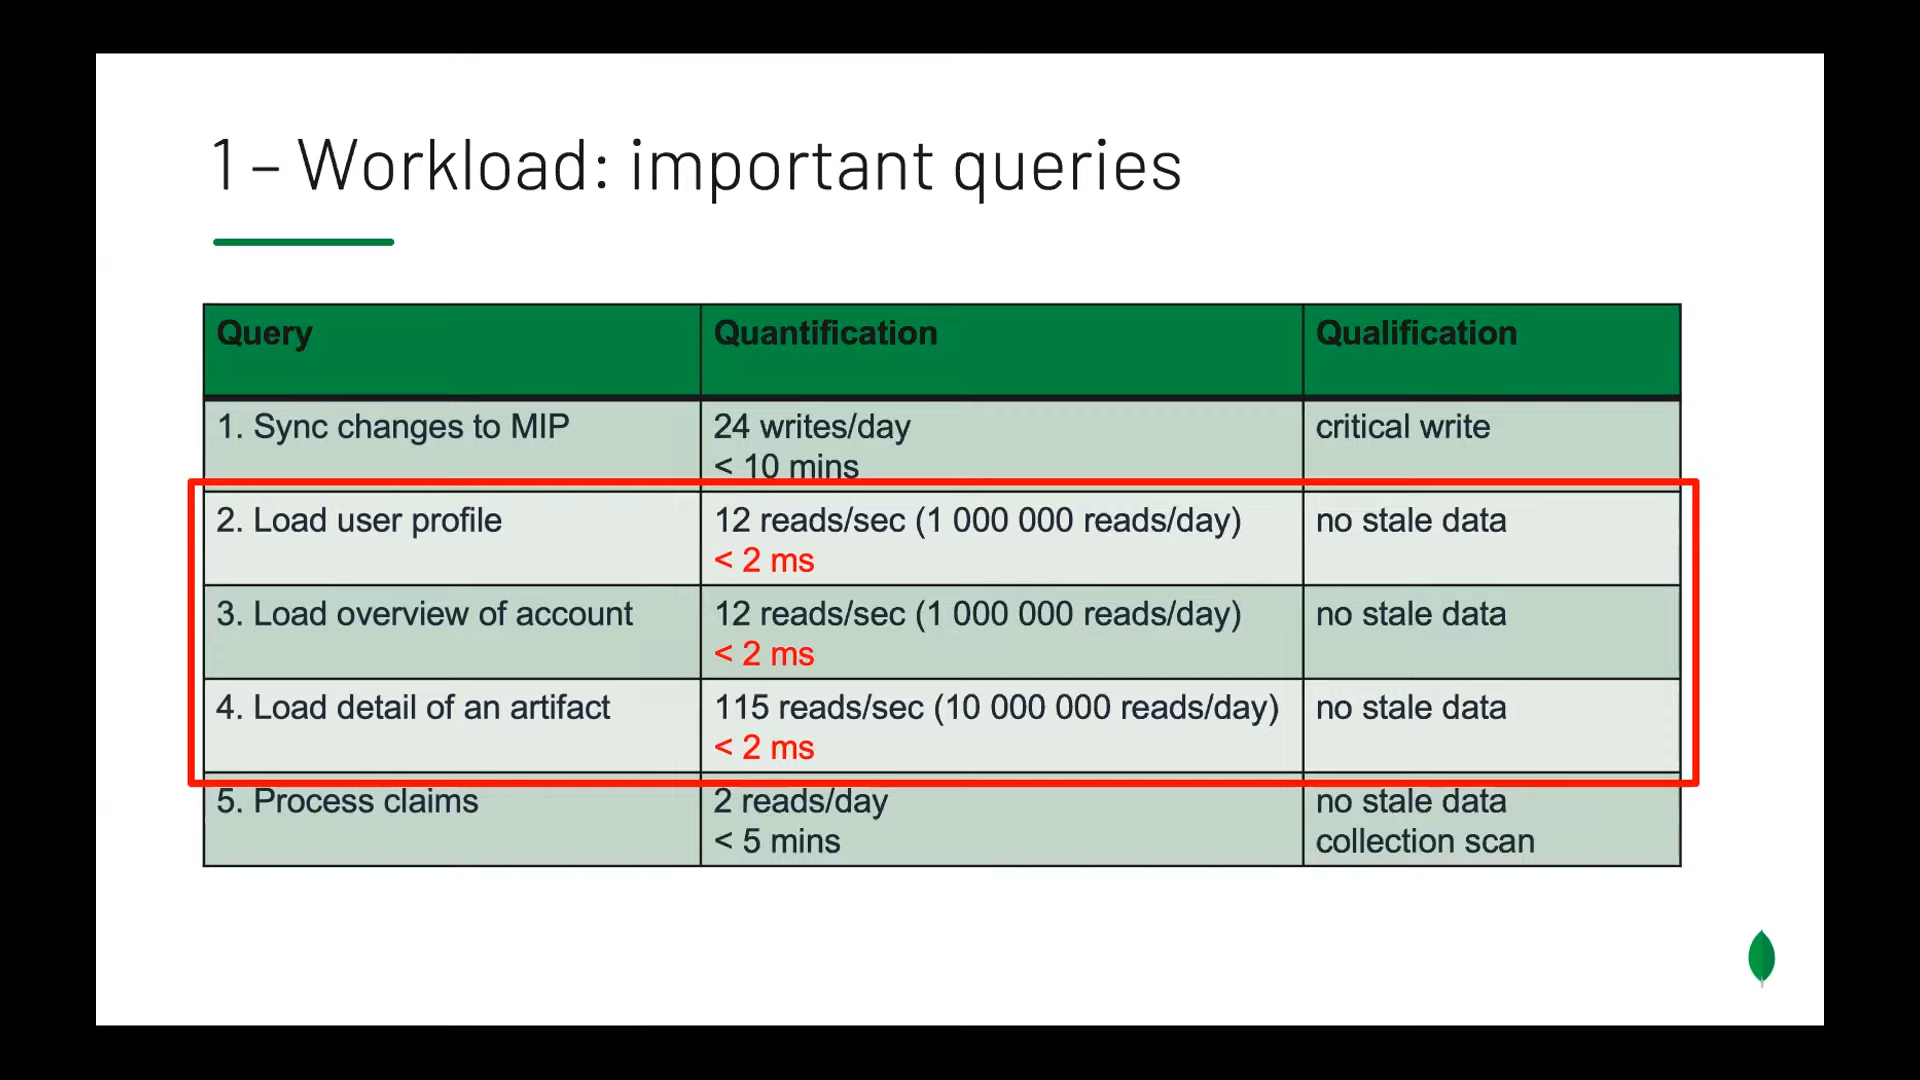 1 – Workload: important queries
Query Quantification Qualification
1. Sync changes to MIP 24 writes/day critical write
< 10 mins
2. Load user profile 12 reads/sec (1 000 000 reads/day) no stale data
< 2 ms
3. Load overview of account 12 reads/sec (1 000 000 reads/day) no stale data
< 2 ms
4. Load detail of an artifact 115 reads/sec (10 000 000 reads/day) no stale data
< 2 ms
5. Process claims 2 reads/day no stale data
< 5 mins collection scan